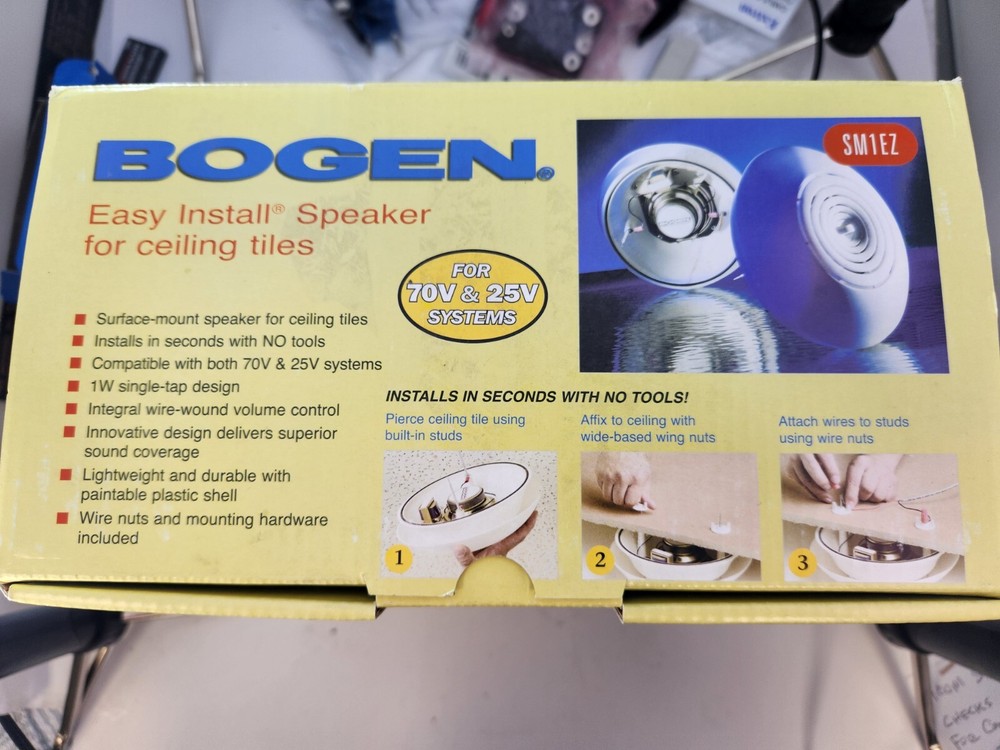 BOGEN®
Easy Install® Speaker
for ceiling tiles
FOR
70V & 25V
SYSTEMS
SM1EZ
Surface-mount speaker for ceiling tiles
Installs in seconds with NO tools
Compatible with both 70V & 25V systems
1W single-tap design
Integral wire-wound volume control
Innovative design delivers superior
sound coverage
Lightweight and durable with
paintable plastic shell
Wire nuts and mounting hardware
included
INSTALLS IN SECONDS WITH NO TOOLS!
Pierce ceiling tile using
built-in studs
1
Affix to ceiling with
wide-based wing nuts
2
Attach wires to studs
using wire nuts
3
CHECKS